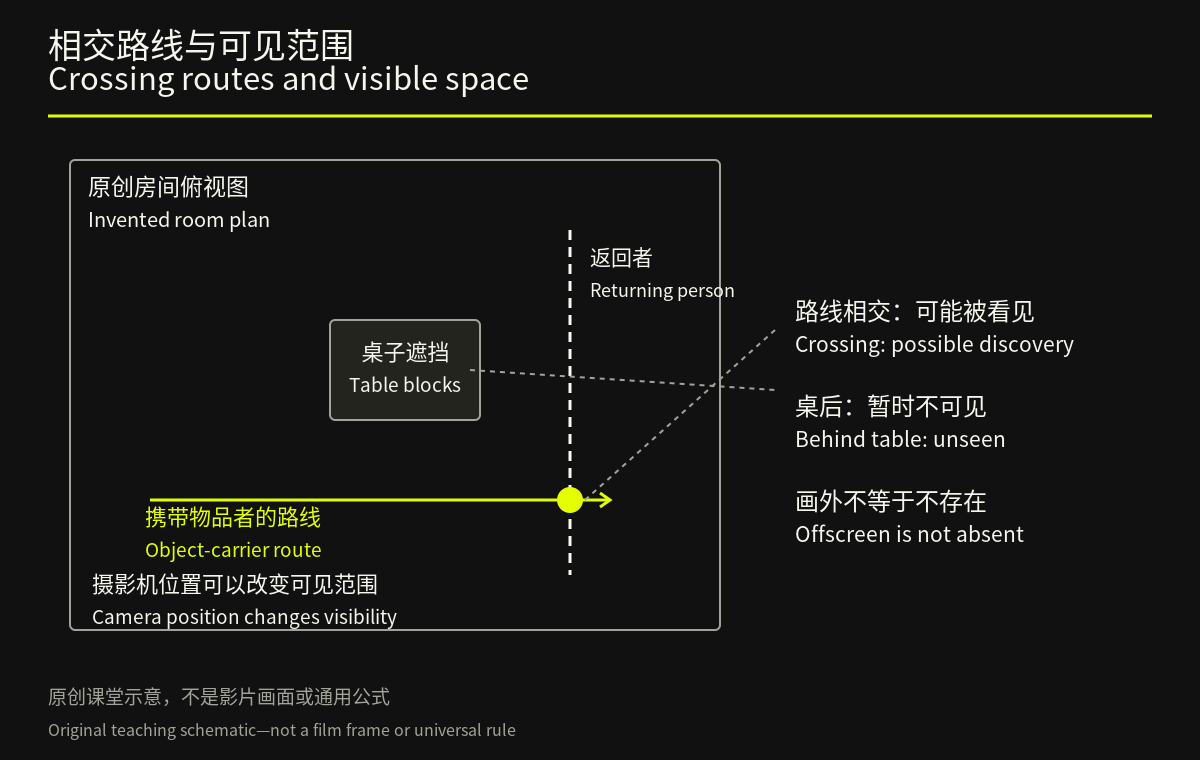 相交路线与可见范围
Crossing routes and visible space
原创房间俯视图
Invented room plan
返回者
Returning person
桌子遮挡
Table blocks
携带物品者的路线
Object-carrier route
摄影机位置可以改变可见范围
Camera position changes visibility
路线相交：可能被看见
Crossing: possible discovery
桌后：暂时不可见
Behind table: unseen
画外不等于不存在
Offscreen is not absent
原创课堂示意，不是影片画面或通用公式
Original teaching schematic—not a film frame or universal rule